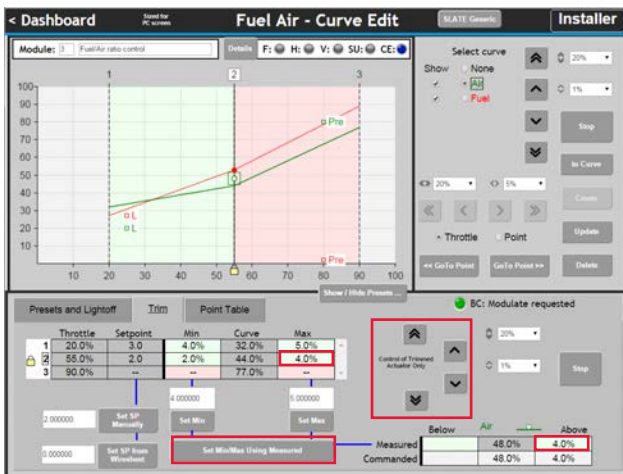 < Dashboard
Sized for
PC screen
Fuel Air - Curve Edit
SLATE Generic
Installer
Module: 3 Fuel/Air ratio control Details F: H: V: SU: CE:
1 2 3
100
90
80
70
60
50
40
30
20
10
Pre
L
L
Pre
10 20 30 40 50 60 70 80 90 100
Show / Hide Presets ...
Select curve
Show None
Air
Fuel
20%
1%
Stop
In Curve
20% 5%
Create
Throttle Point
Update
<< GoTo Point GoTo Point >> Delete
Presets and Lightoff Trim Point Table
BC: Modulate requested
Throttle Setpoint Min Curve Max
1 20.0% 3.0 4.0% 32.0% 5.0%
2 55.0% 2.0 2.0% 44.0% 4.0%
3 90.0% -- -- 77.0% --
4.000000 5.000000
2.000000 Set SP
Manually
Set Min Set Max
0.000000 Set SP from
Wiresheet
Set Min/Max Using Measured
Control of Trimmed
Actuator Only
20%
1%
Stop
Below Air Above
Measured 48.0% 4.0%
Commanded 48.0% 4.0%